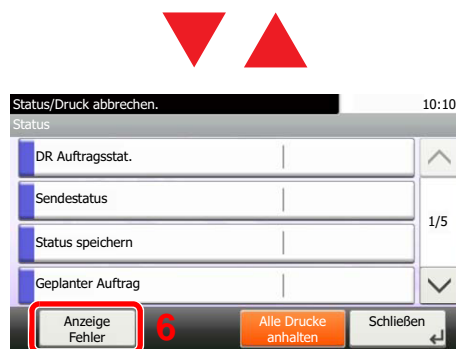 Status/Druck abbrechen. 10:10
Status
DR Auftragsstat.
Sendestatus
1/5
Status speichern
Geplanter Auftrag
Anzeige
Fehler
6
Alle Drucke
anhalten
Schließen